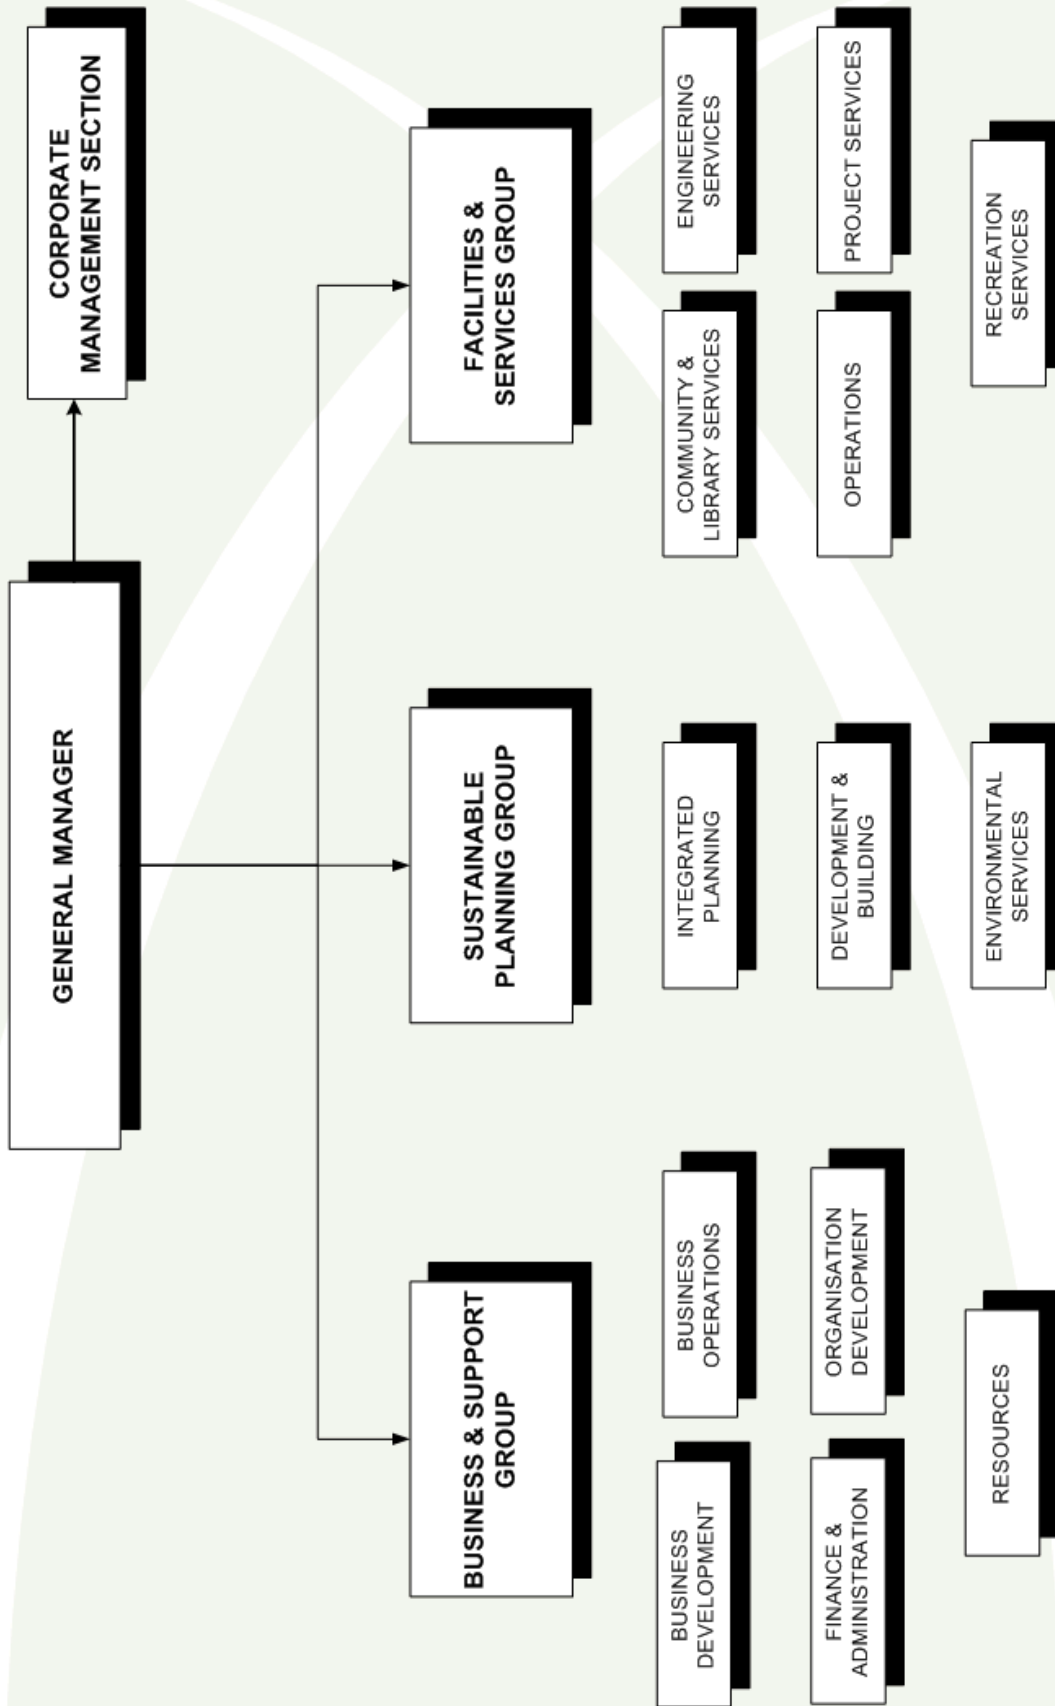 GENERAL MANAGER
CORPORATE
MANAGEMENT SECTION
BUSINESS & SUPPORT
GROUP
SUSTAINABLE
PLANNING GROUP
FACILITIES &
SERVICES GROUP
BUSINESS
DEVELOPMENT
BUSINESS
OPERATIONS
FINANCE &
ADMINISTRATION
ORGANISATION
DEVELOPMENT
RESOURCES
INTEGRATED
PLANNING
DEVELOPMENT &
BUILDING
ENVIRONMENTAL
SERVICES
COMMUNITY &
LIBRARY SERVICES
ENGINEERING
SERVICES
OPERATIONS
PROJECT SERVICES
RECREATION
SERVICES